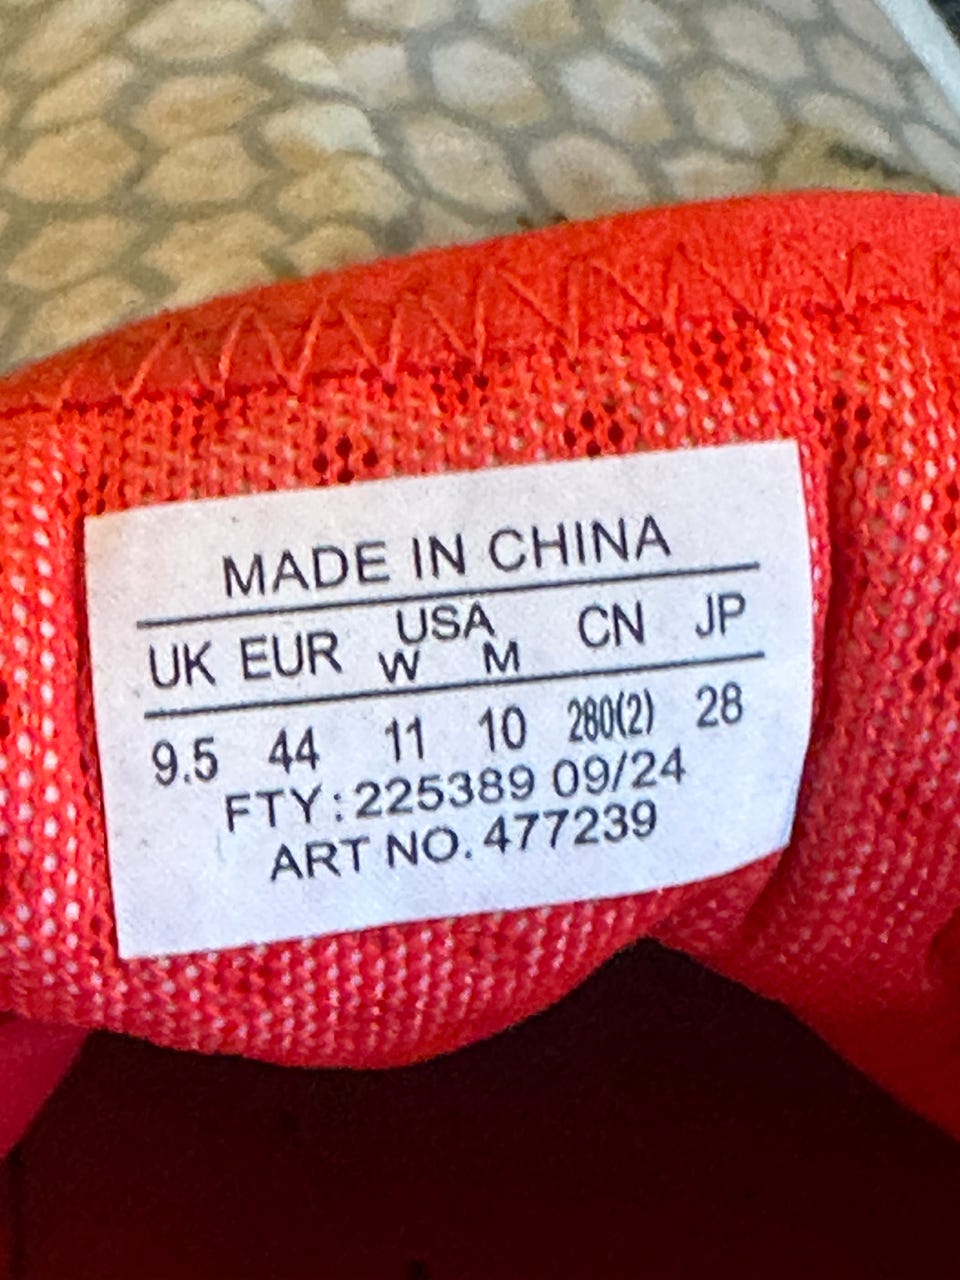 MADE IN CHINA
UK EUR USA CN JP
W M
9.5 44 11 10 280(2) 28
FTY:225389 09/24
ART NO. 477239